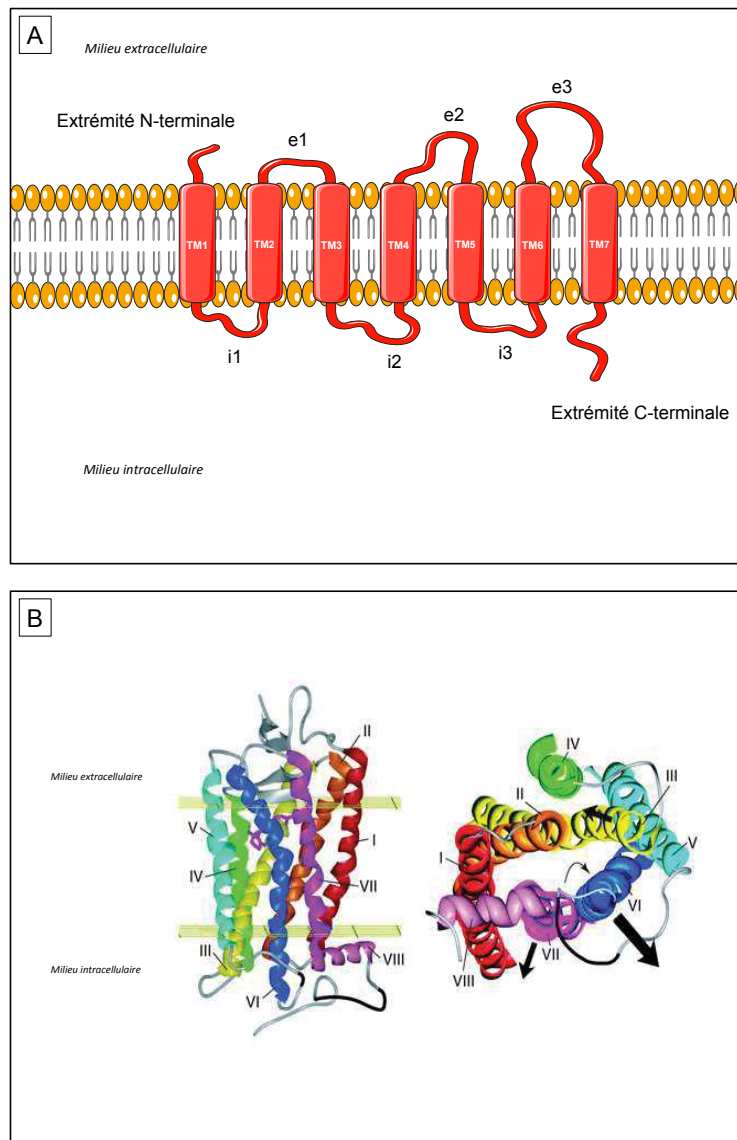 A
Milieu extracellulaire
e3
e2
Extrémité N-terminale
e1
TM1 TM2 TM3 TM4 TM5 TM6 TM7
i1
i2
i3
Extrémité C-terminale
Milieu intracellulaire
B
II
IV
Milieu extracellulaire
III
II
V
I
V
I
IV
VI
VII
VII
III
VIII
VIII
Milieu intracellulaire
VI